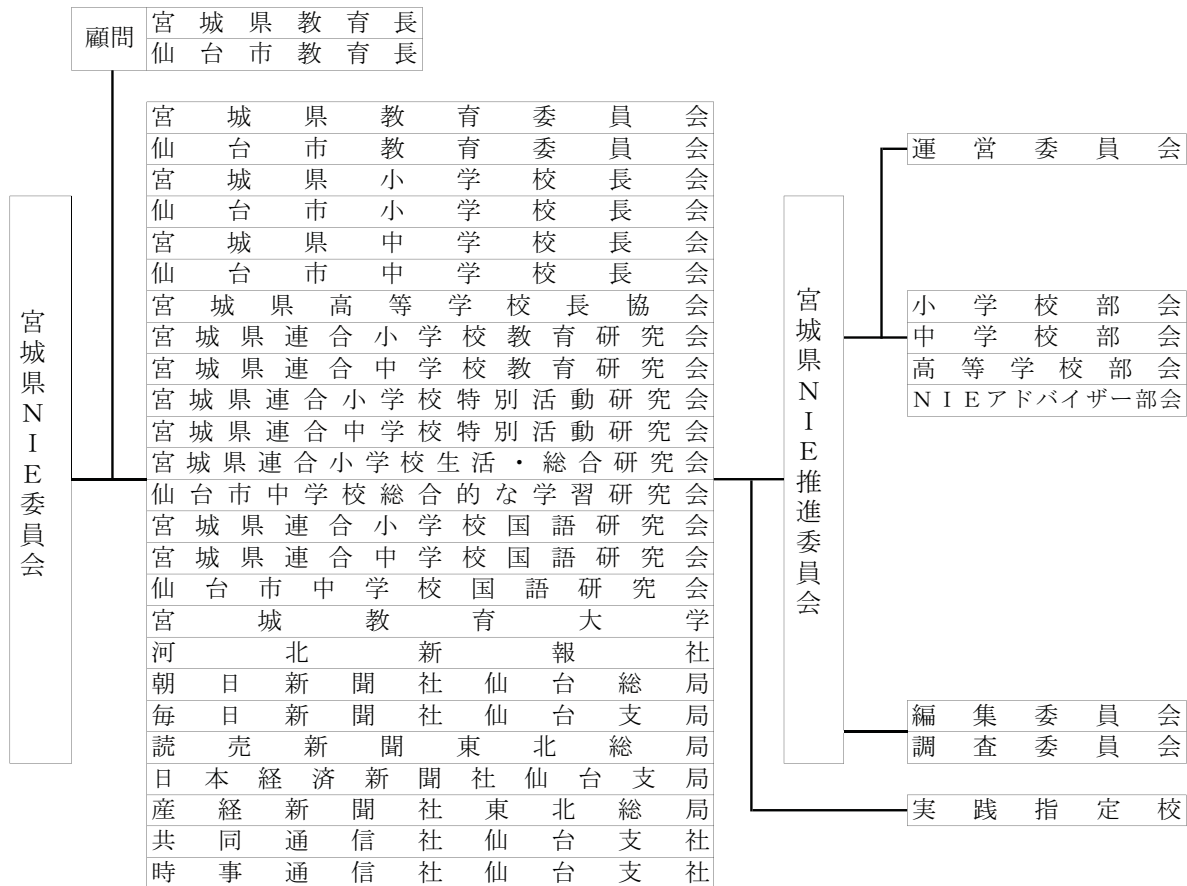 顧問
宮城県教育長
仙台市教育長
宮城県NIE委員会
宮城県教育委員会
仙台市教育委員会
宮城県小学校長会
仙台市小学校長会
宮城県中学校長会
仙台市中学校長会
宮城県高等学校長協会
宮城県連合小学校教育研究会
宮城県連合中学校教育研究会
宮城県連合小学校特別活動研究会
宮城県連合中学校特別活動研究会
宮城県連合小学校生活・総合研究会
仙台市中学校総合的な学習研究会
宮城県連合小学校国語研究会
宮城県連合中学校国語研究会
仙台市中学校国語研究会
宮城教育大学
河北新報社
朝日新聞社仙台総局
毎日新聞社仙台支局
読売新聞東北総局
日本経済新聞社仙台支局
産経新聞社東北総局
共同通信社仙台支社
時事通信社仙台支社
宮城県NIE推進委員会
運営委員会
小学校部会
中学校部会
高等学校部会
NIEアドバイザー部会
編集委員会
調査委員会
実践指定校